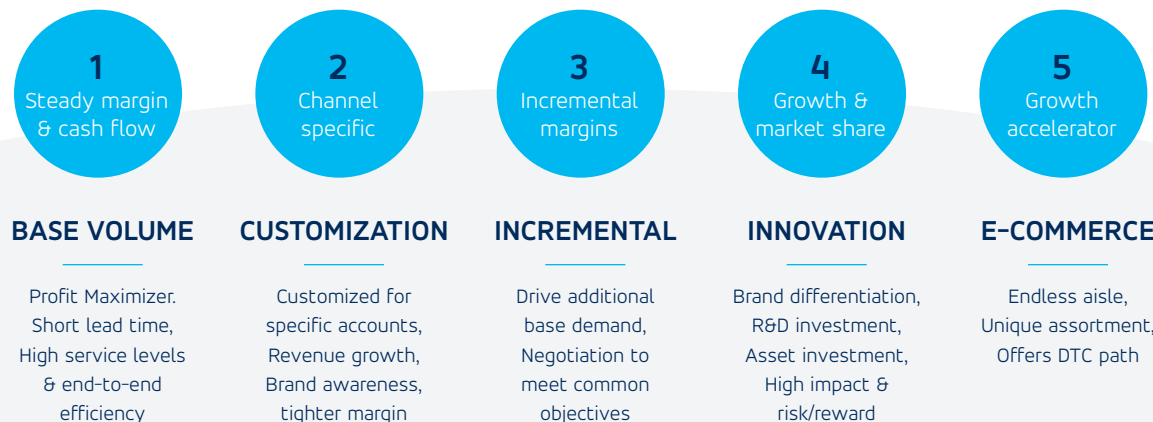 1
Steady margin
& cash flow
BASE VOLUME
Profit Maximizer.
Short lead time,
High service levels
& end-to-end
efficiency
2
Channel
specific
CUSTOMIZATION
Customized for
specific accounts,
Revenue growth,
Brand awareness,
tighter margin
3
Incremental
margins
INCREMENTAL
Drive additional
base demand,
Negotiation to
meet common
objectives
4
Growth &
market share
INNOVATION
Brand differentiation,
R&D investment,
Asset investment,
High impact &
risk/reward
5
Growth
accelerator
E-COMMERCE
Endless aisle,
Unique assortment,
Offers DTC path